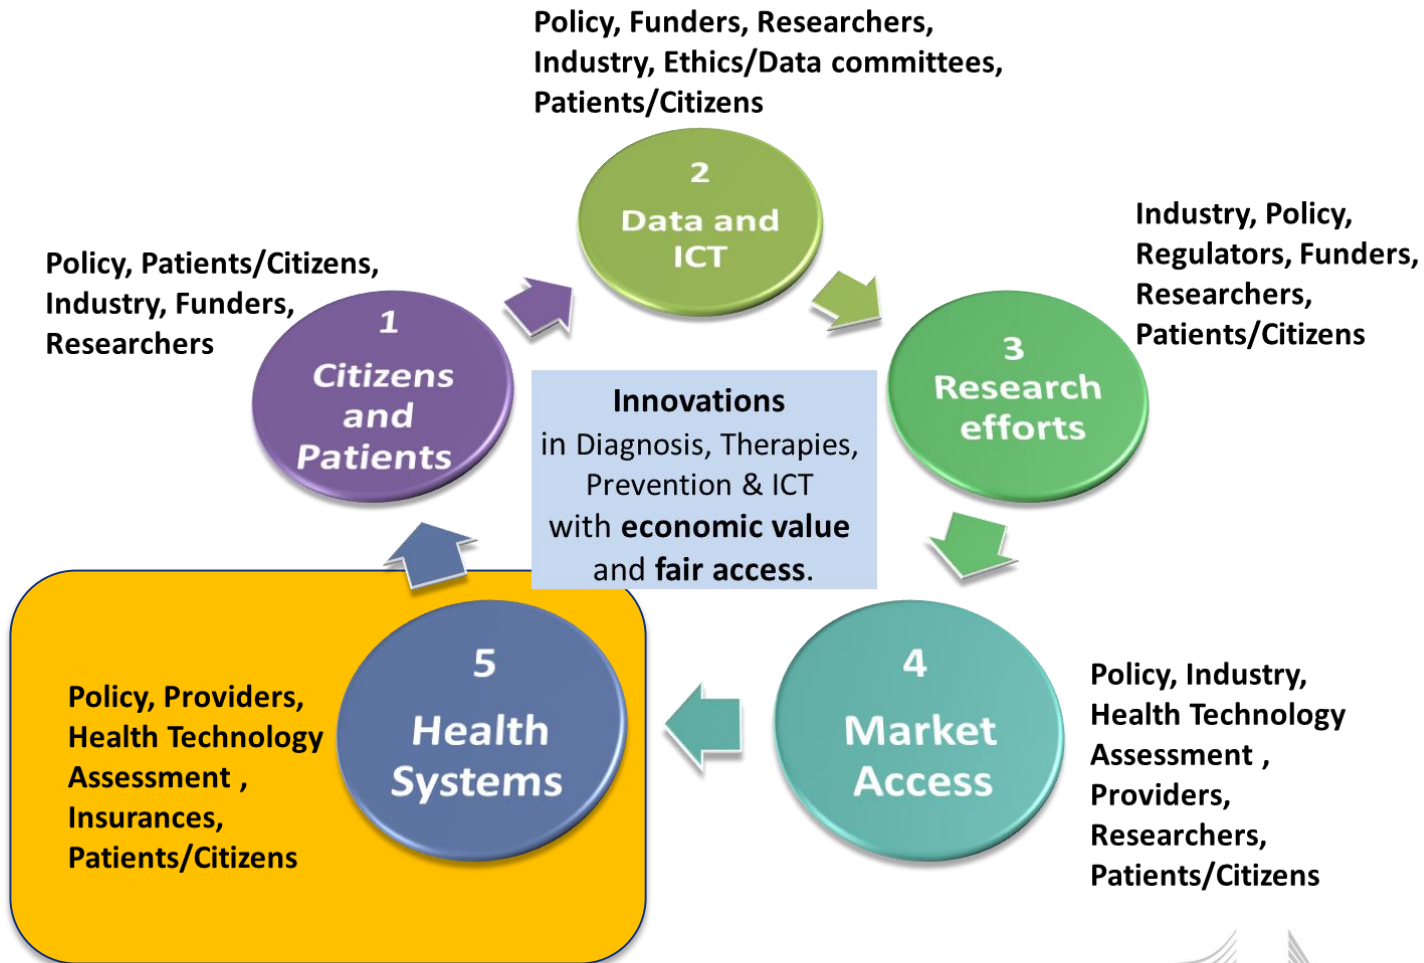 Policy, Funders, Researchers,
Industry, Ethics/Data committees,
Patients/Citizens
2
Data and
ICT
Industry, Policy,
Regulators, Funders,
Researchers,
Patients/Citizens
Policy, Patients/Citizens,
Industry, Funders,
Researchers
1
Citizens
and
Patients
3
Research
efforts
Innovations
in Diagnosis, Therapies,
Prevention & ICT
with economic value
and fair access.
5
Health
Systems
Policy, Providers,
Health Technology
Assessment ,
Insurances,
Patients/Citizens
4
Market
Access
Policy, Industry,
Health Technology
Assessment ,
Providers,
Researchers,
Patients/Citizens